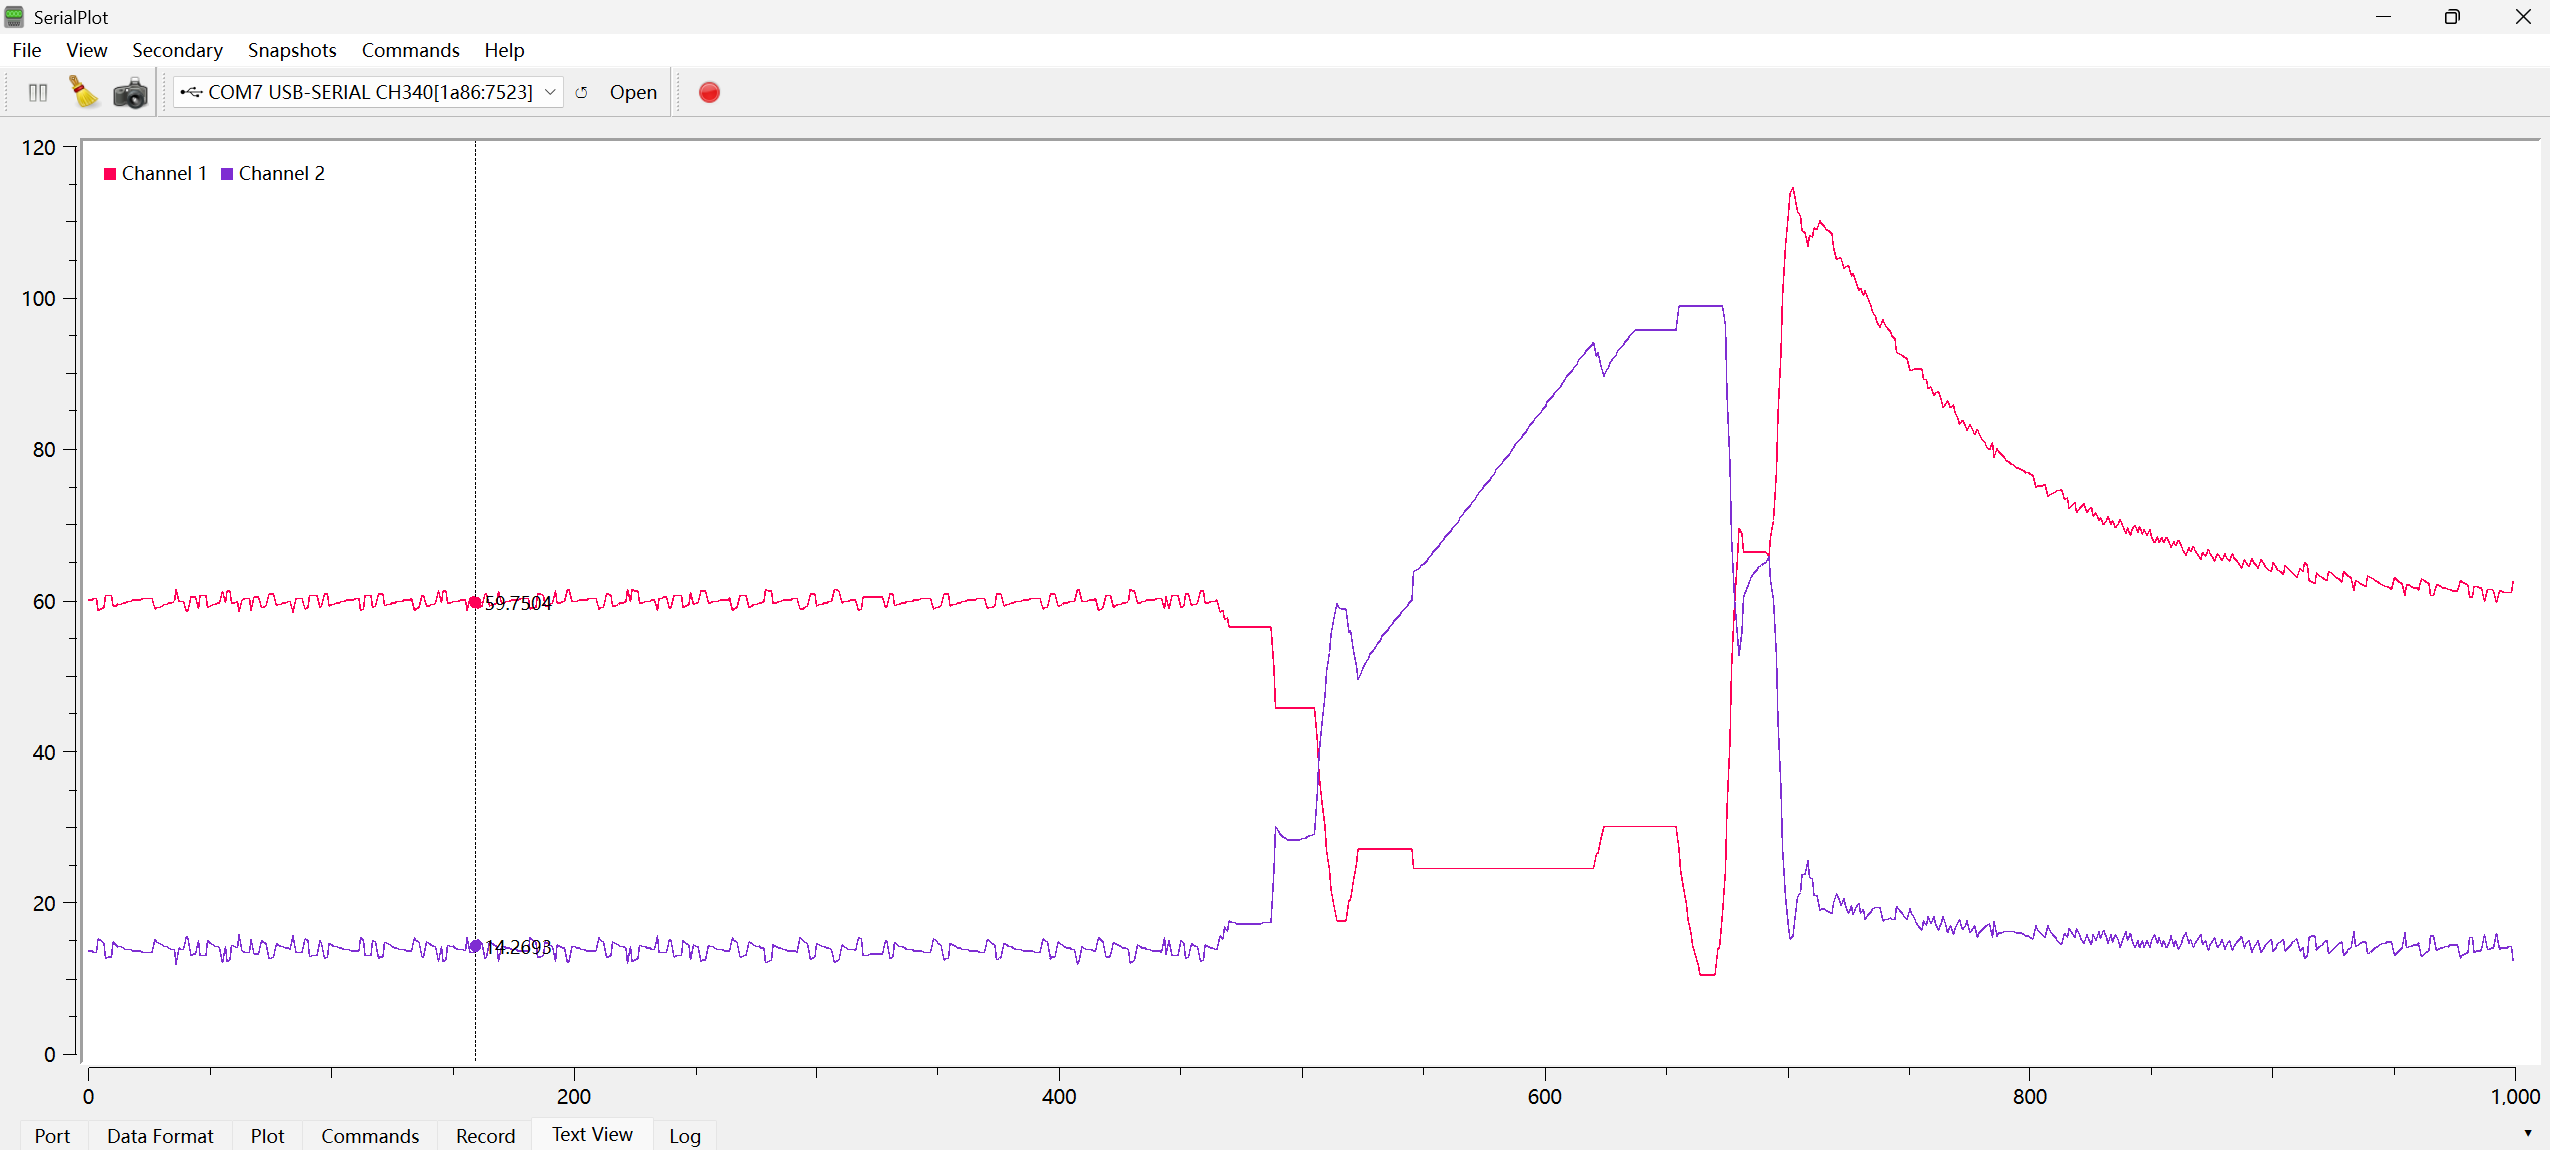 SerialPlot
File View Secondary Snapshots Commands Help
COM7 USB-SERIAL CH340[1a86:7523] Open
120
Channel 1 Channel 2
100
80
60
59.7504
40
20
14.2693
0
0 200 400 600 800 1,000
Port Data Format Plot Commands Record Text View Log